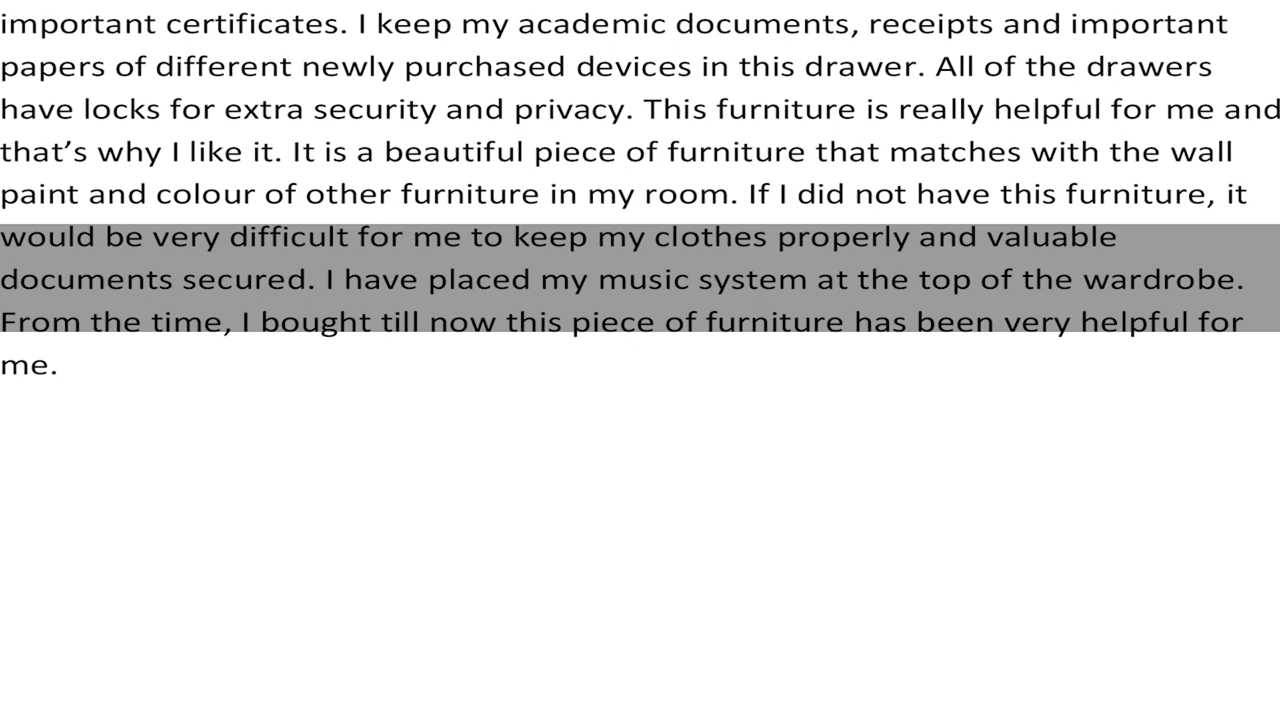 important certificates. I keep my academic documents, receipts and important
papers of different newly purchased devices in this drawer. All of the drawers
have locks for extra security and privacy. This furniture is really helpful for me and
that’s why I like it. It is a beautiful piece of furniture that matches with the wall
paint and colour of other furniture in my room. If I did not have this furniture, it
would be very difficult for me to keep my clothes properly and valuable
documents secured. I have placed my music system at the top of the wardrobe.
From the time, I bought till now this piece of furniture has been very helpful for
me.